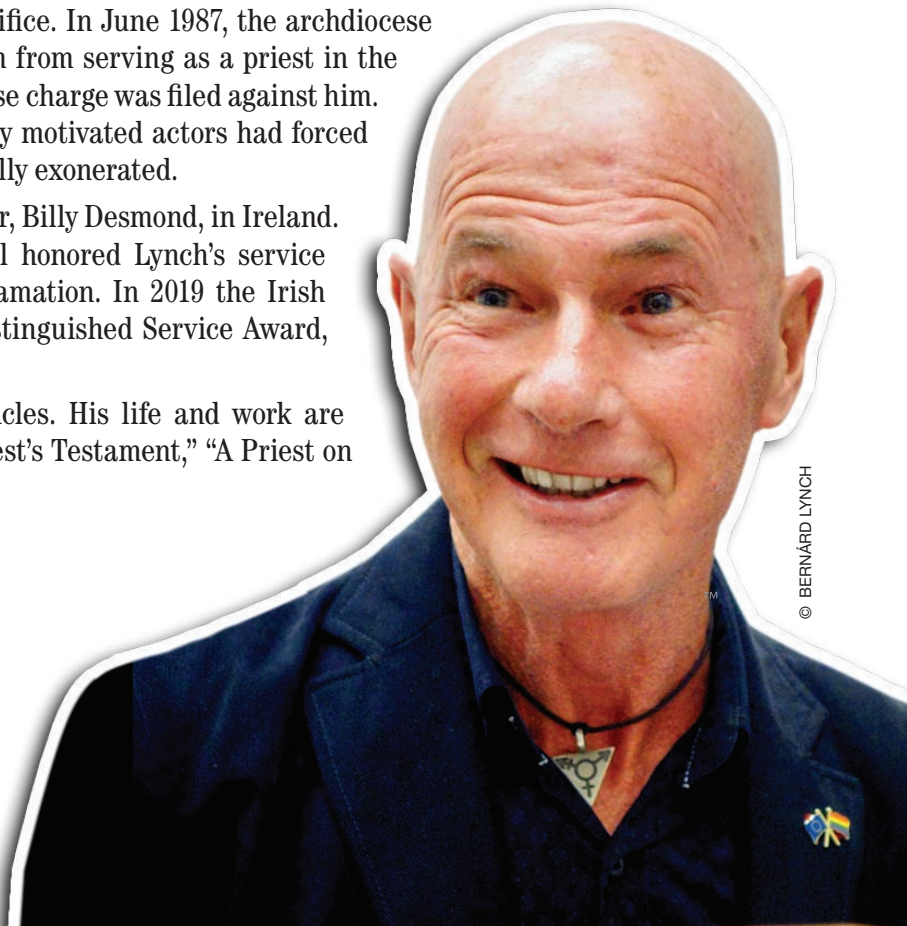 ifice. In June 1987, the archdiocese
from serving as a priest in the
se charge was filed against him.
y motivated actors had forced
lly exonerated.
r, Billy Desmond, in Ireland.
l honored Lynch's service
amation. In 2019 the Irish
stinguished Service Award,
cles. His life and work are
est's Testament,” “A Priest on
© BERNÁRD LYNCH
TM